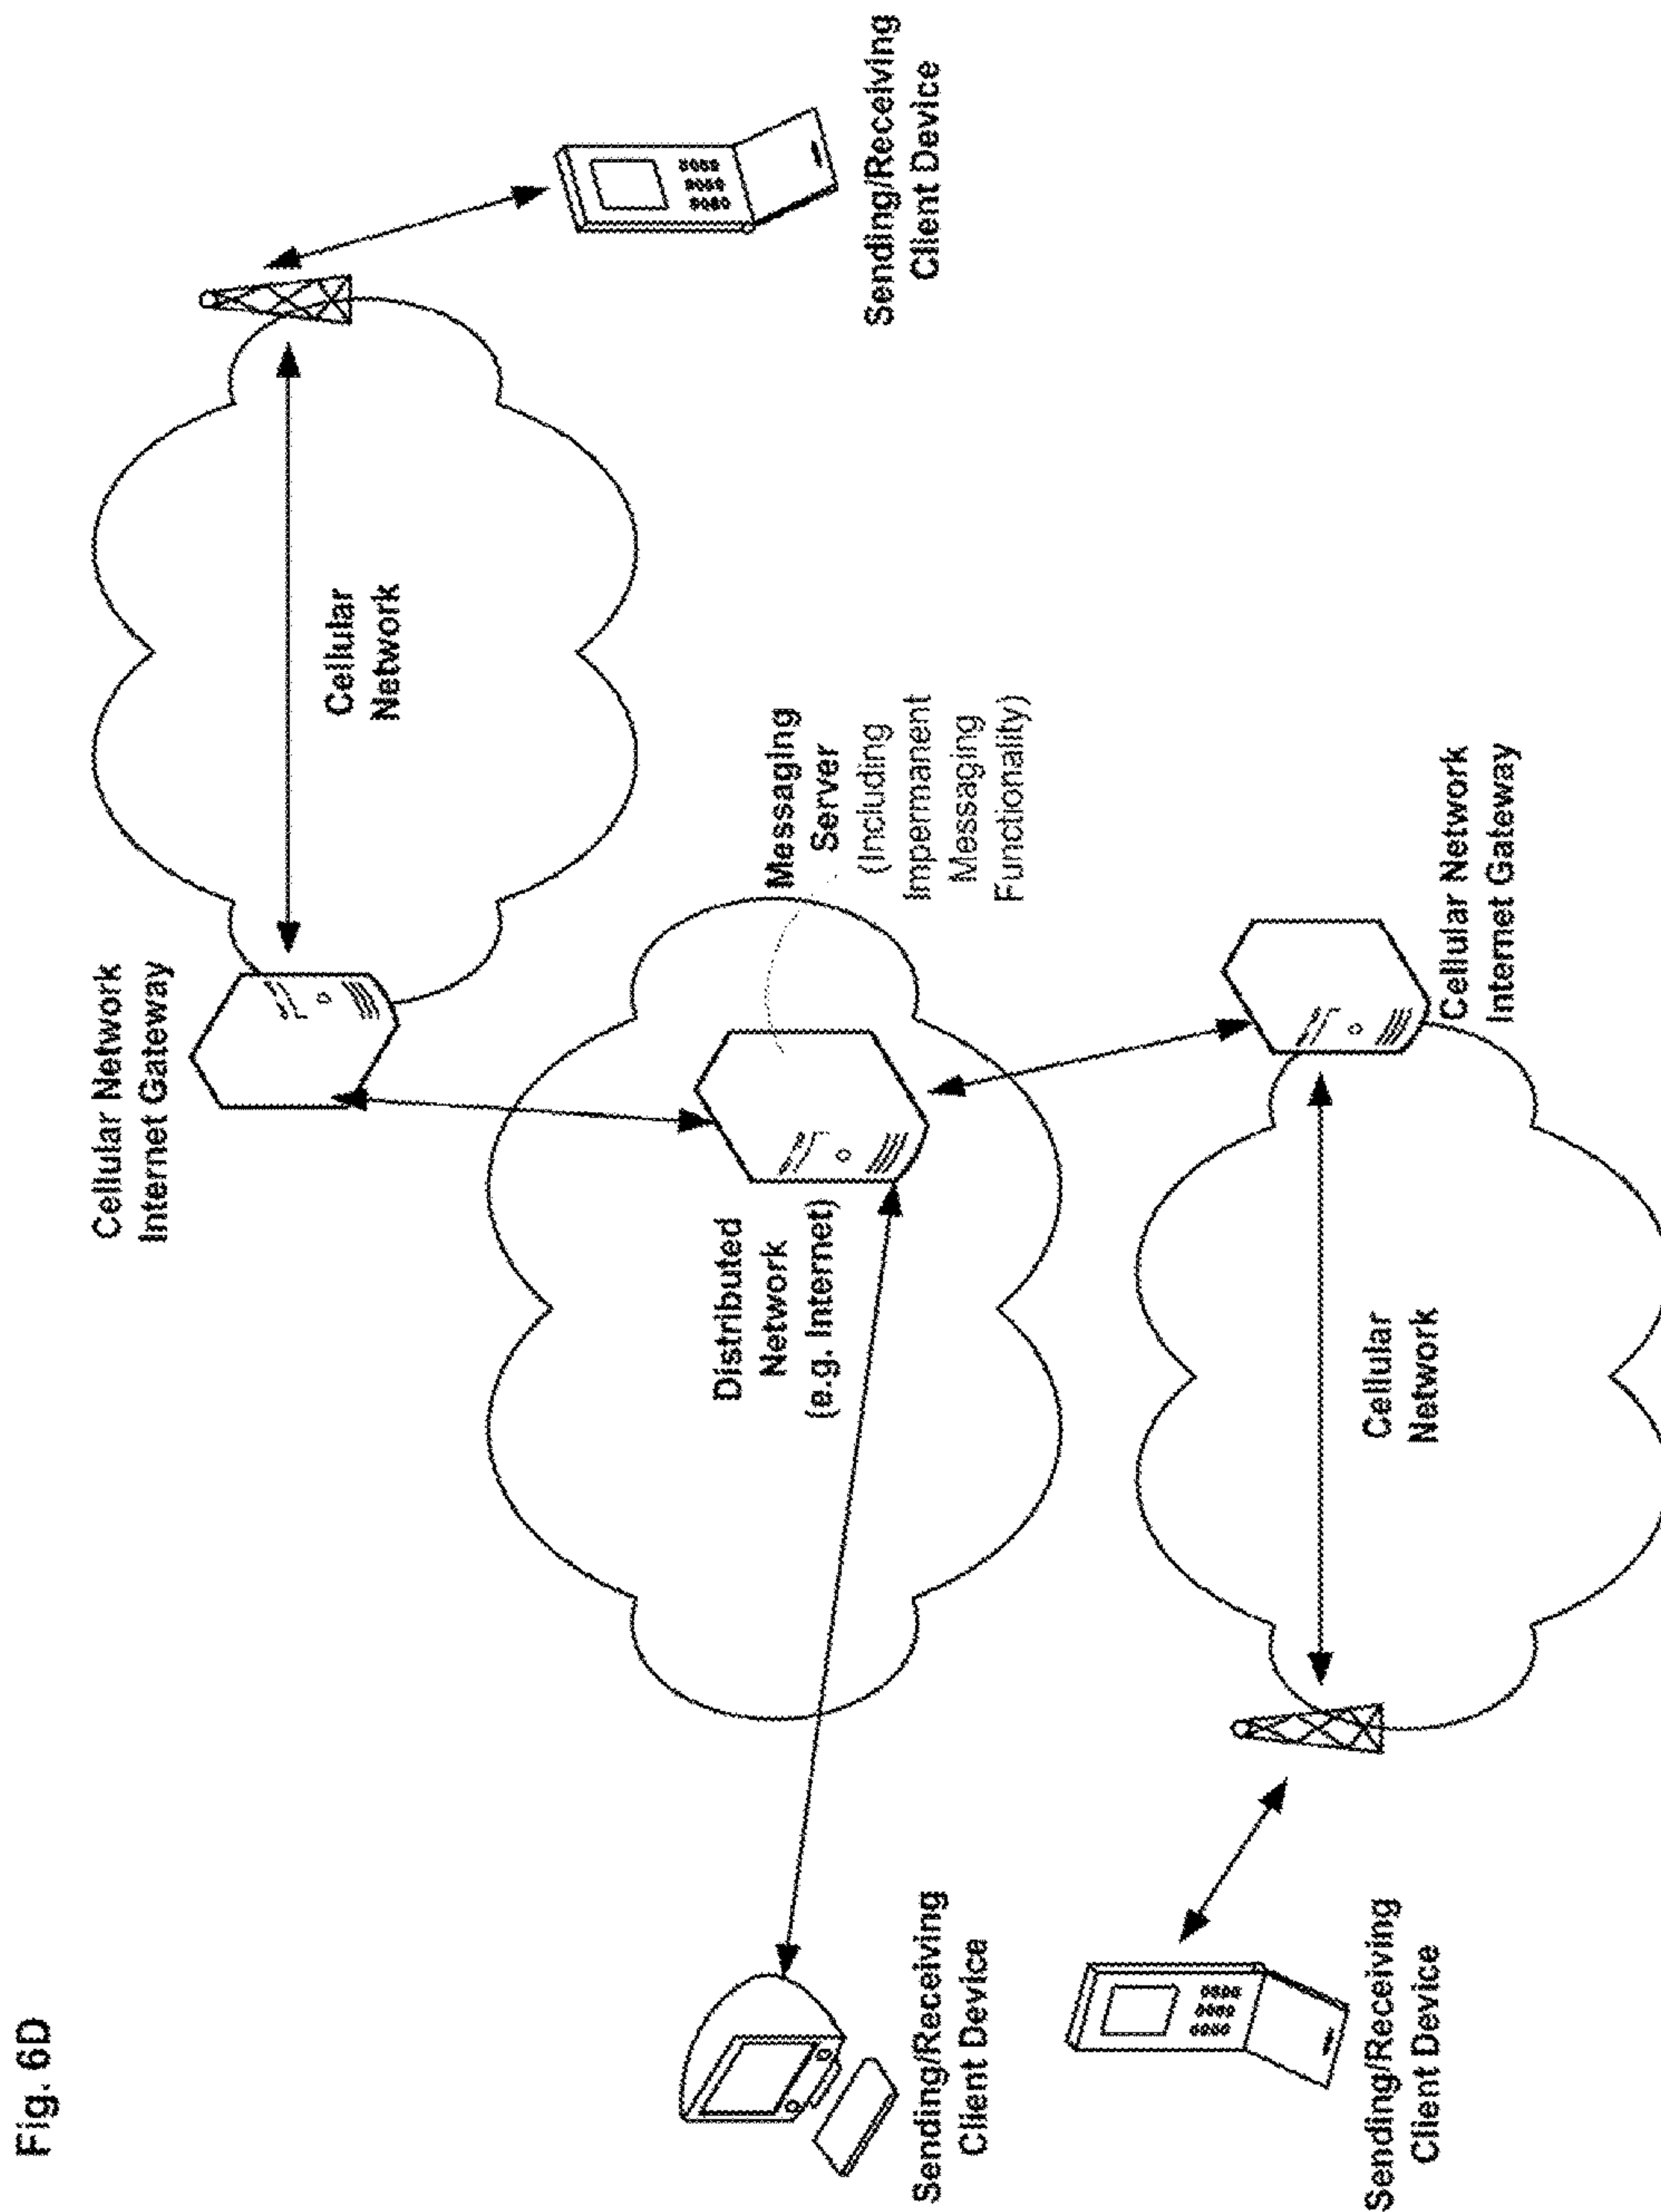 Fig. 6D
Cellular Network
Internet Gateway
Cellular
Network
Sending/Receiving
Client Device
Messaging
Server
(Including
Impermanent
Messaging
Functionality)
Distributed
Network
(e.g. Internet)
Sending/Receiving
Client Device
Cellular Network
Internet Gateway
Cellular
Network
Sending/Receiving
Client Device